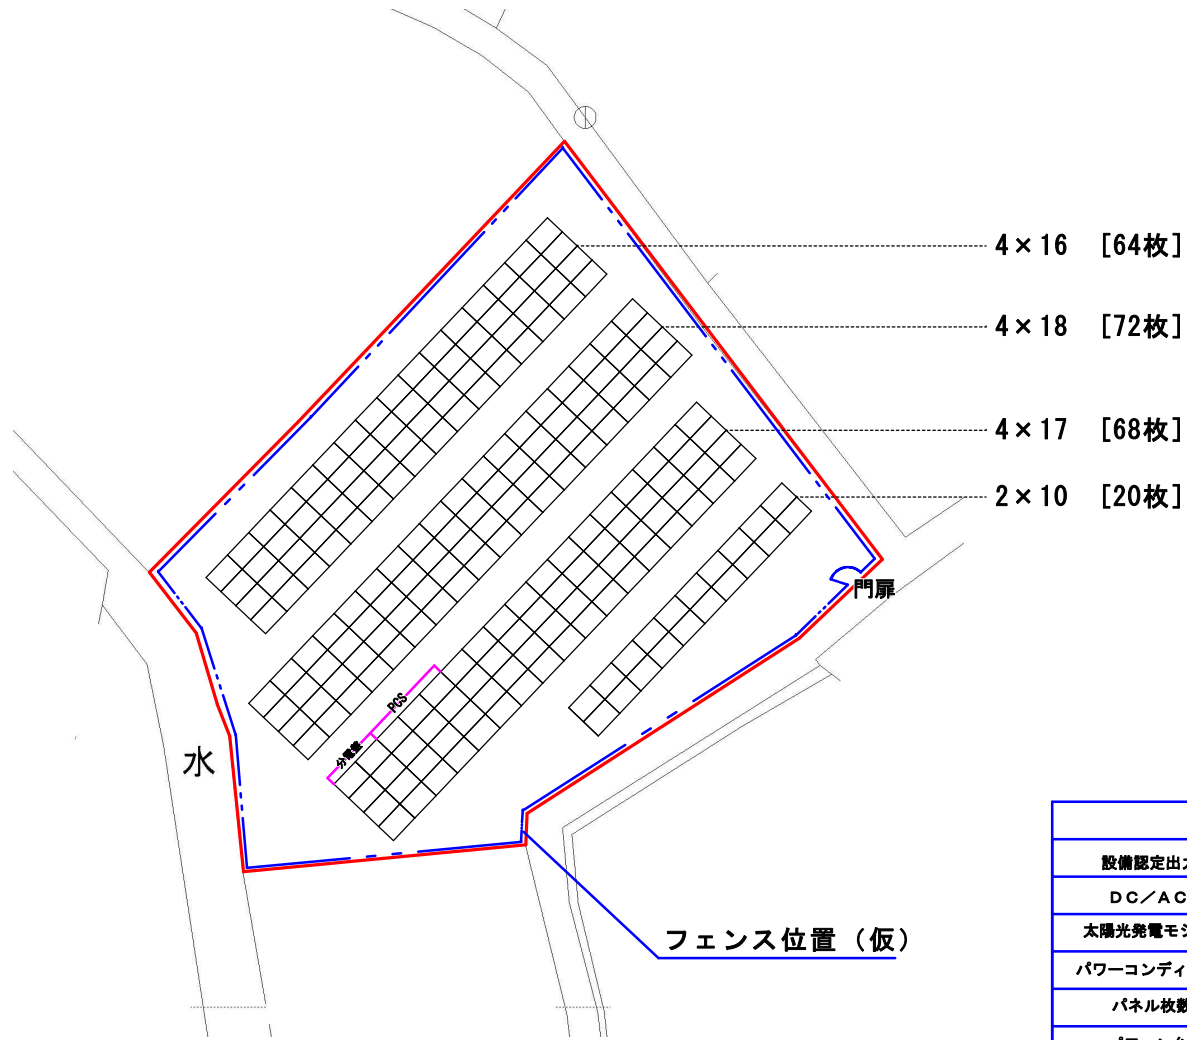 4×16 [64枚]
4×18 [72枚]
4×17 [68枚]
2×10 [20枚]
門扉
PCS
分電盤
水
フェンス位置（仮）
設備認定出力
DC／AC
太陽光発電モジ
パワーコンディ
パネル枚数